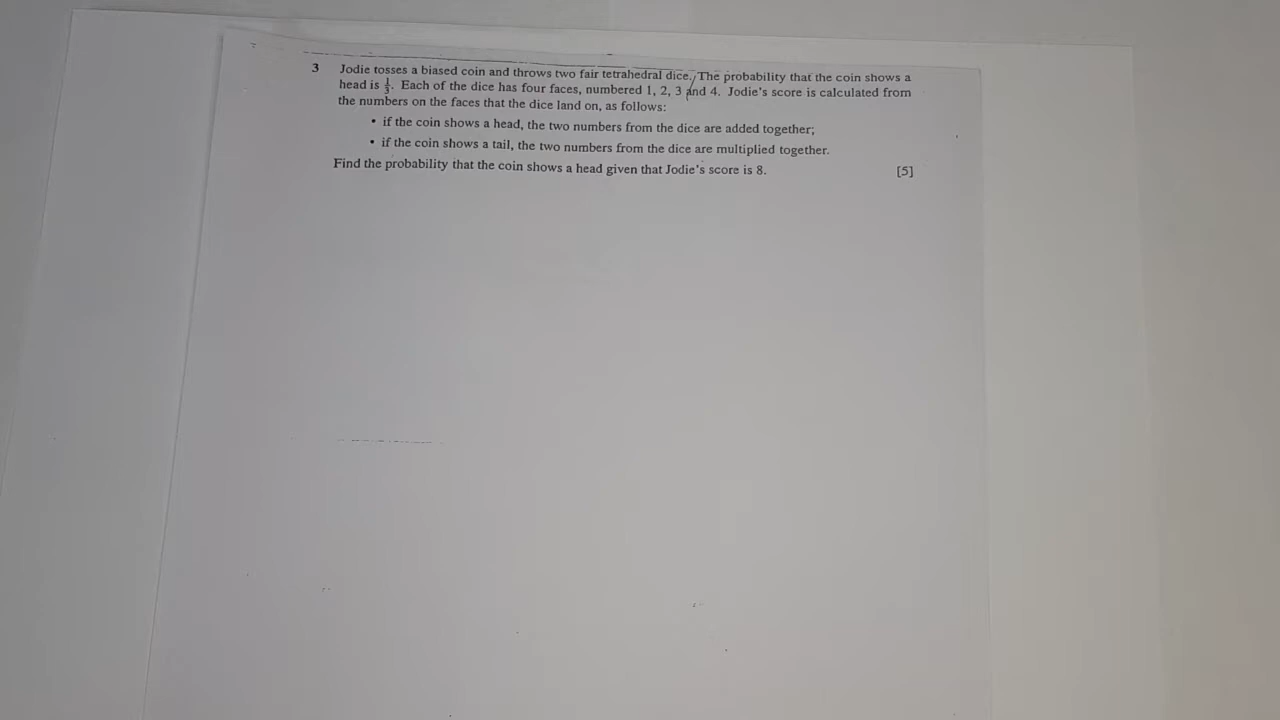 3 Jodie tosses a biased coin and throws two fair tetrahedral dice. The probability that the coin shows a
head is 1/3. Each of the dice has four faces, numbered 1, 2, 3 and 4. Jodie's score is calculated from
the numbers on the faces that the dice land on, as follows:
• if the coin shows a head, the two numbers from the dice are added together;
• if the coin shows a tail, the two numbers from the dice are multiplied together.
Find the probability that the coin shows a head given that Jodie's score is 8. [5]